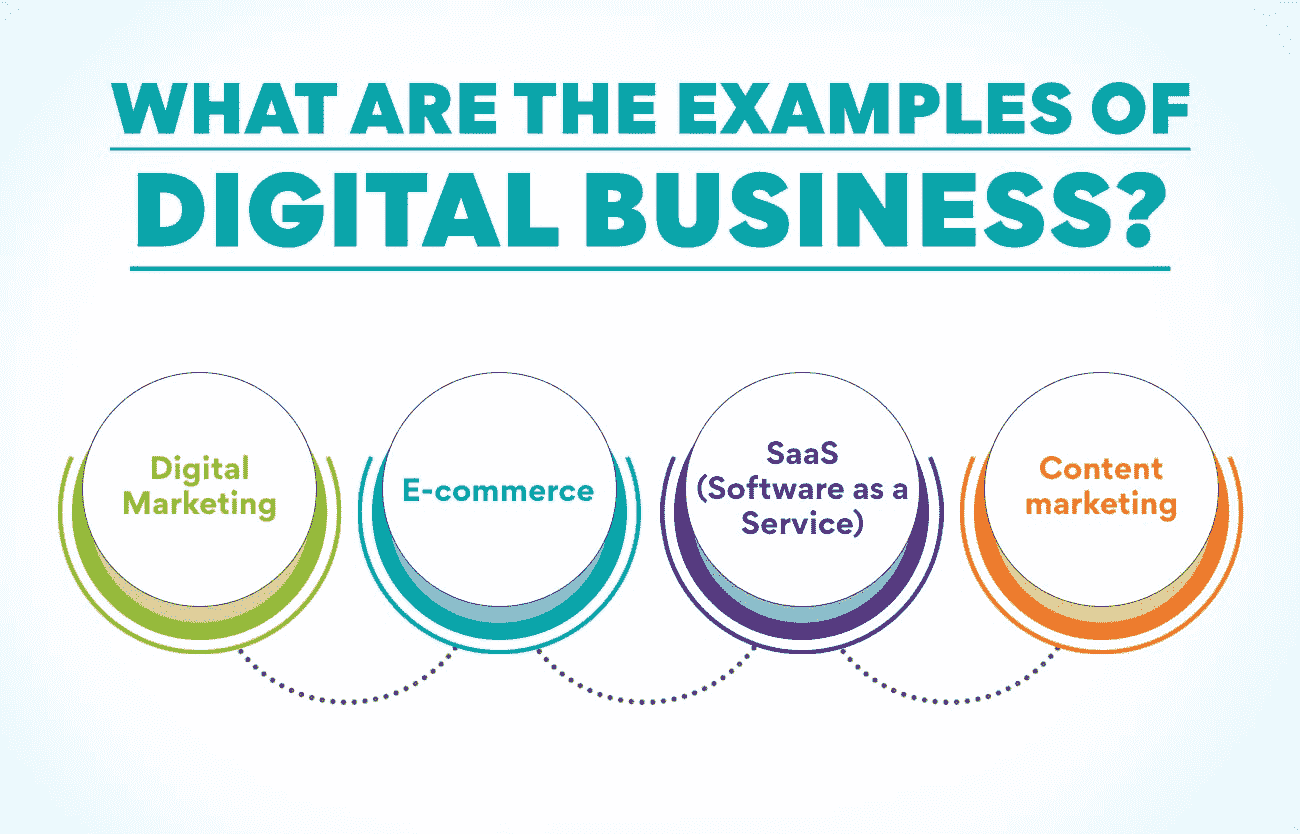 WHAT ARE THE EXAMPLES OF
DIGITAL BUSINESS?
Digital
Marketing
E-commerce
SaaS
(Software as a
Service)
Content
marketing